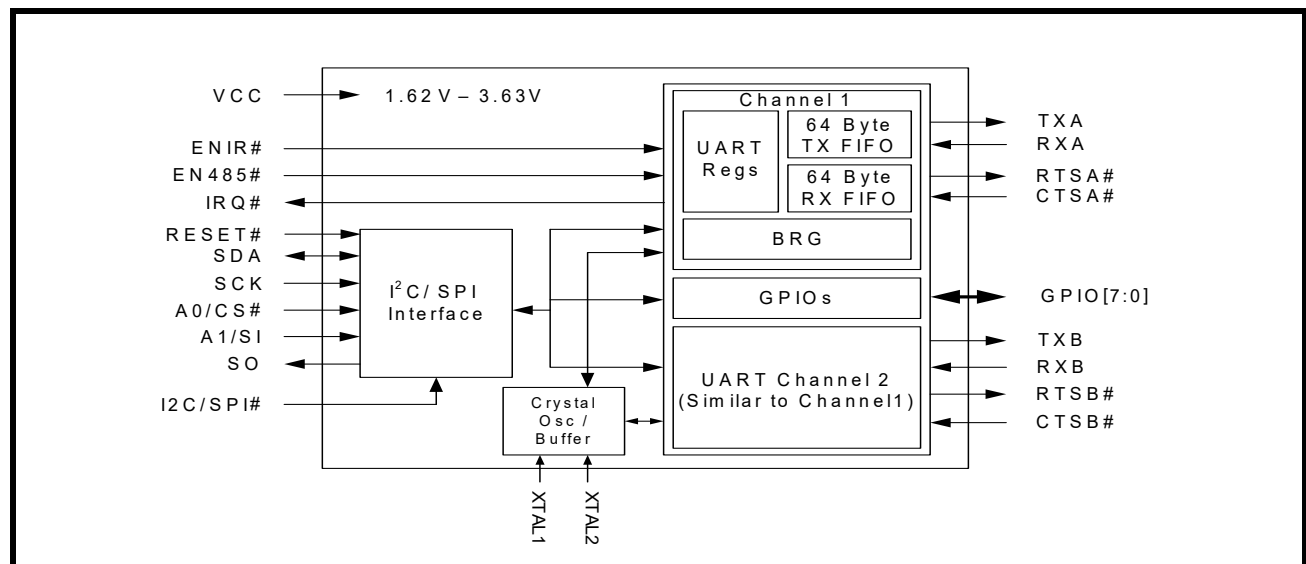 VCC
1.62 V – 3.63V
ENIR#
EN485#
IRQ#
RESET#
SDA
SCK
A0/CS#
A1/SI
SO
I2C/SPI#
I²C/ SPI
Interface
Crystal
Osc /
Buffer
XTAL1
XTAL2
Channel 1
UART
Regs
64 Byte
TX FIFO
64 Byte
RX FIFO
BRG
GPIOs
UART Channel 2
(Similar to Channel1)
TXA
RXA
RTSA#
CTSA#
GPIO[7:0]
TXB
RXB
RTSB#
CTSB#